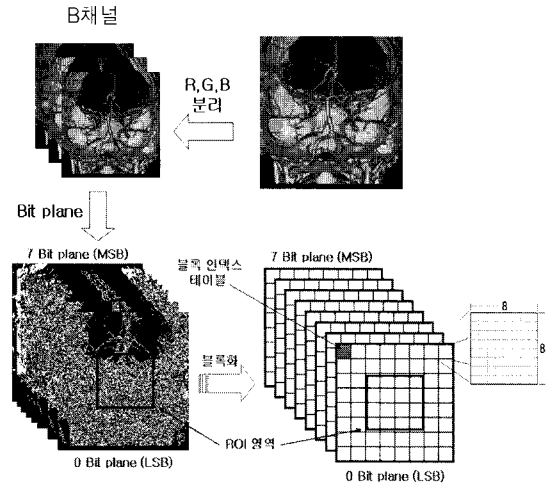 B채널
R,G,B
분리
Bit plane
7 Bit plane (MSB)
블록 인덱스
테이블
7 Bit plane (MSB)
8
8
블록화
ROI 영역
0 Bit plane (LSB)
0 Bit plane (LSB)